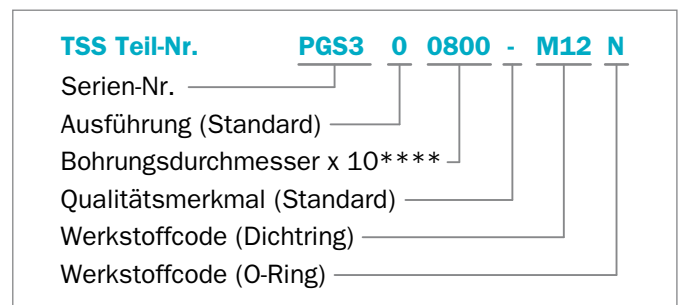 TSS Teil-Nr. PGS3 0 0800 - M12 N
Serien-Nr.
Ausführung (Standard)
Bohrungsdurchmesser x 10****
Qualitätsmerkmal (Standard)
Werkstoffcode (Dichtring)
Werkstoffcode (O-Ring)